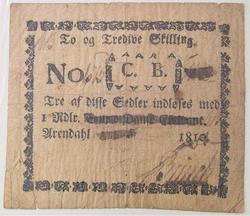 To og Tredive Skilling.
No. C. B.
Tre af disse Sedler indløses med
1 Rdlr.
Arendahl 1810